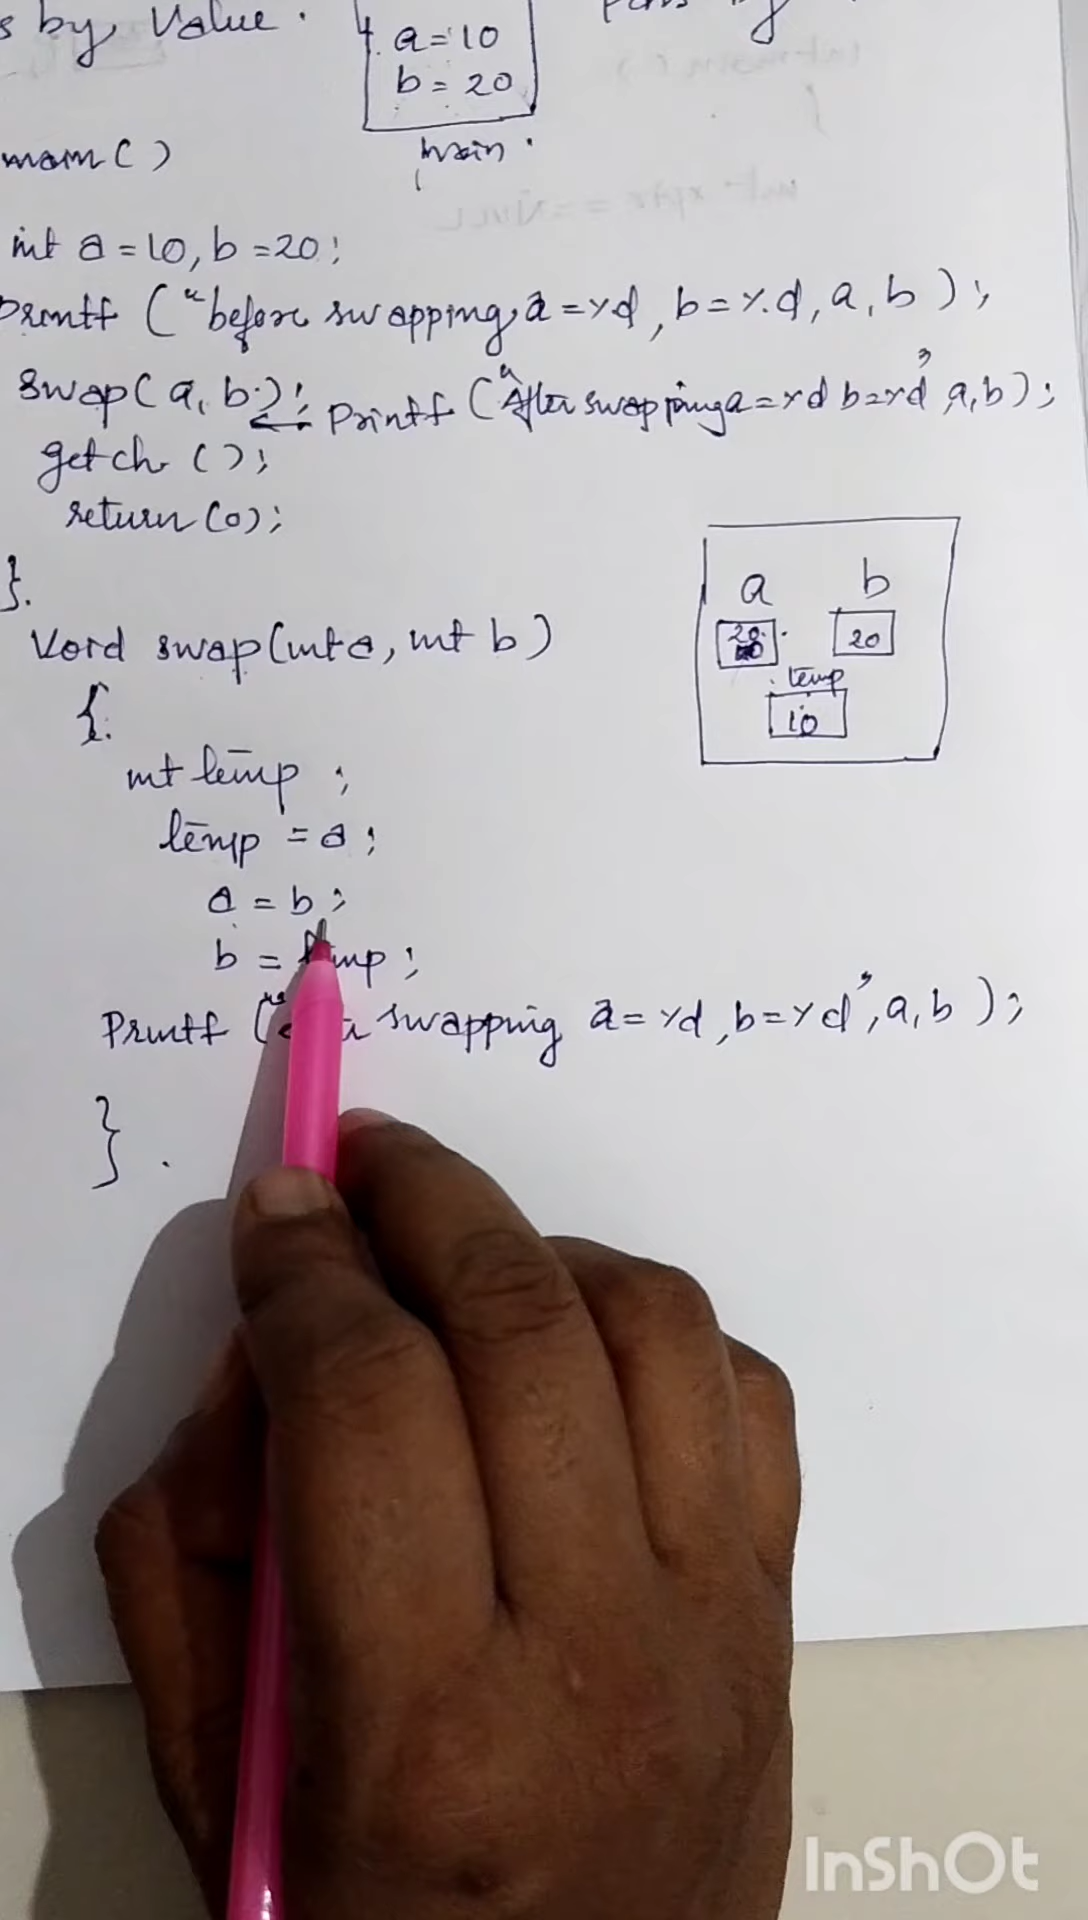 s by Value.
a = 10
b = 20
main
main()
int a = 10, b = 20;
printf ("before swapping a = %d, b = %.d, a, b);
swap(a, b); printf ("After swapping a = %d b = %d", a, b);
getch ();
return (0);
}.
Void swap(int a, int b)
a b
20 20
temp
10
{.
int temp ;
temp = a ;
a = b ;
b = temp ;
Printf (" swapping a = %d, b = %d", a, b );
} .
InShOt